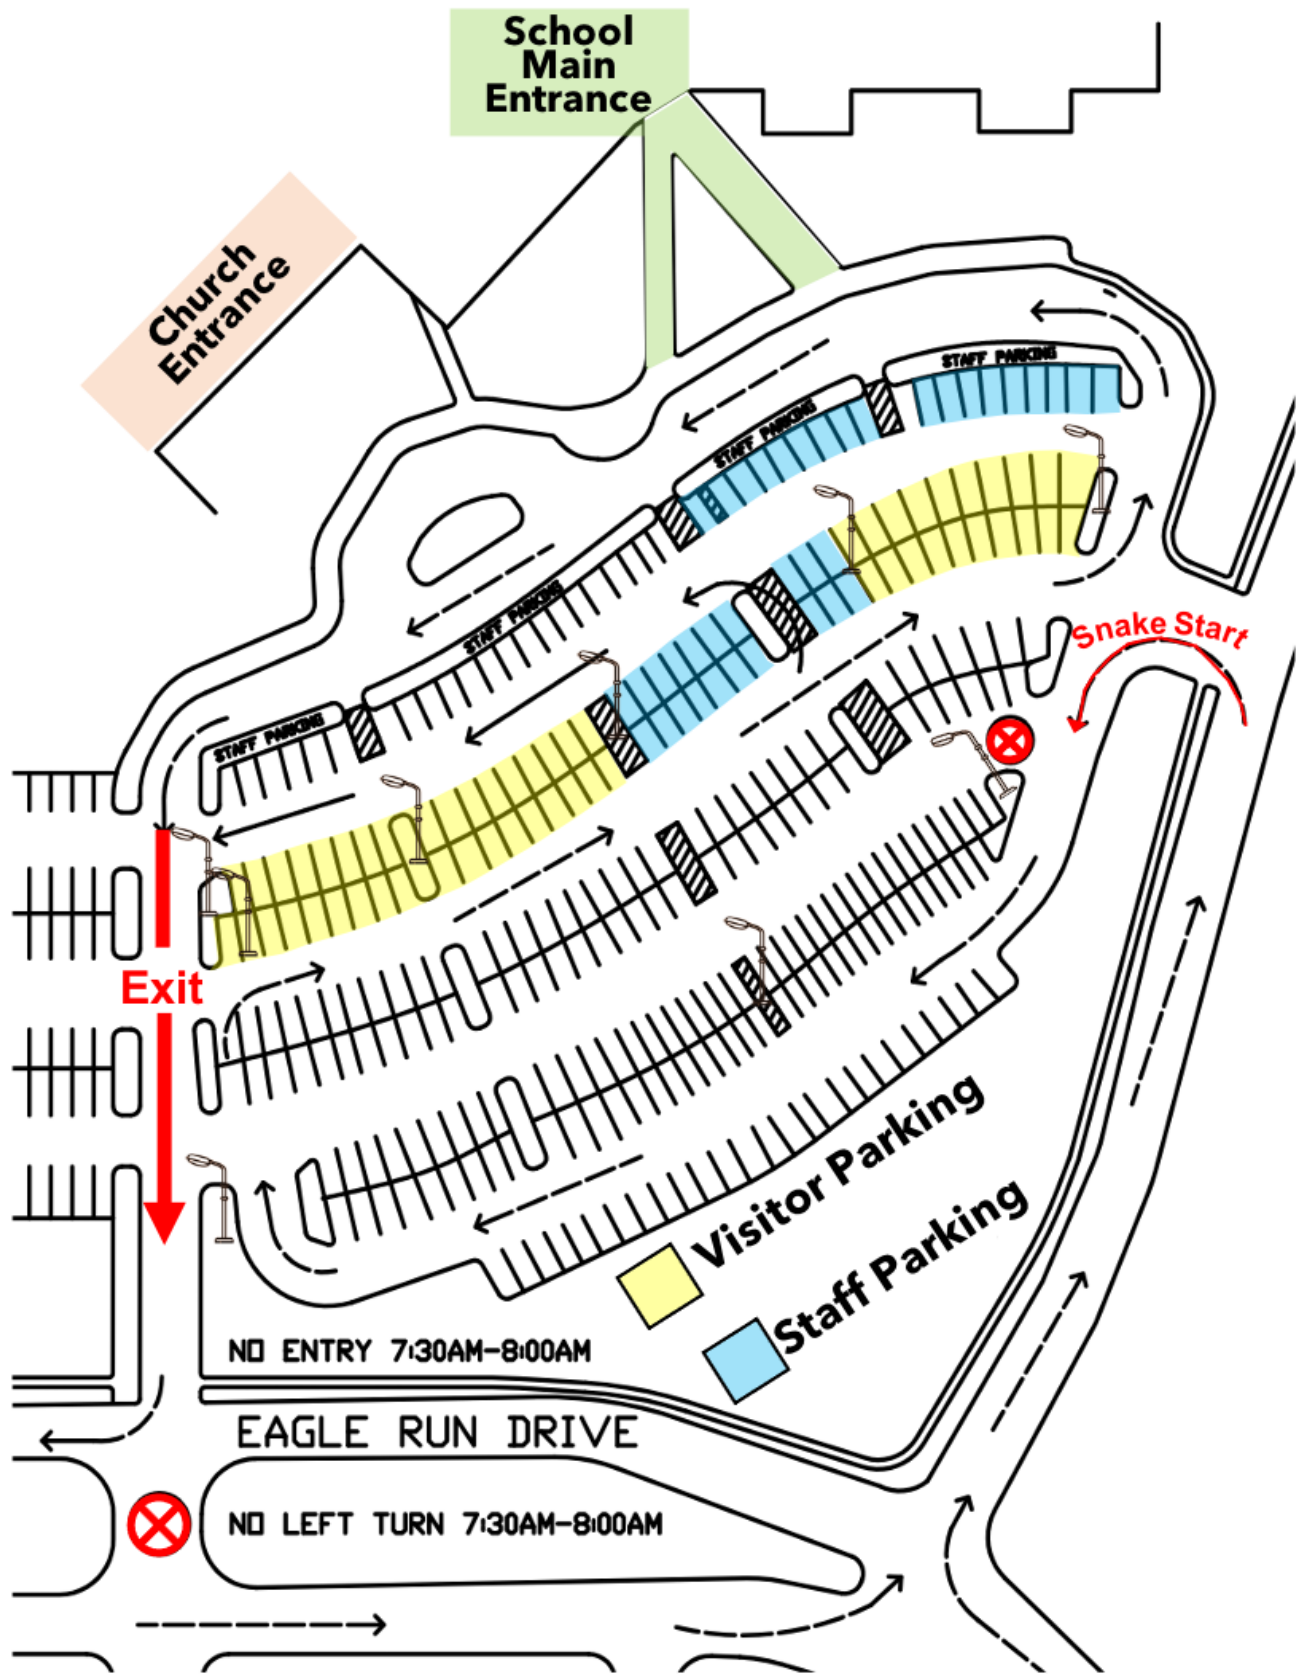 School
Main
Entrance
Church
Entrance
STAFF PARKING
STAFF PARKING
STAFF PARKING
STAFF PARKING
Snake Start
Exit
Visitor Parking
Staff Parking
NO ENTRY 7:30AM-8:00AM
EAGLE RUN DRIVE
NO LEFT TURN 7:30AM-8:00AM